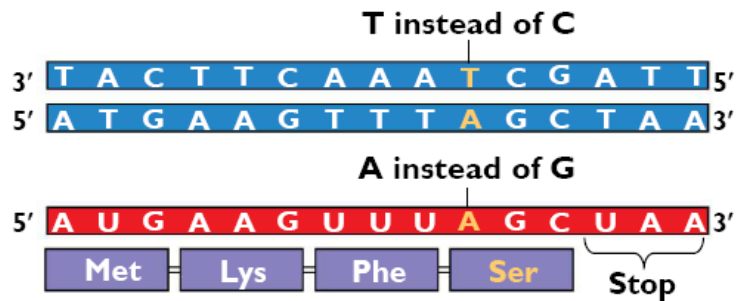 T instead of C
3′ T A C T T C A A A T C G A T T 5′
5′ A T G A A G T T T A G C T A A 3′
A instead of G
5′ A U G A A G U U U A G C U A A 3′
Met Lys Phe Ser Stop